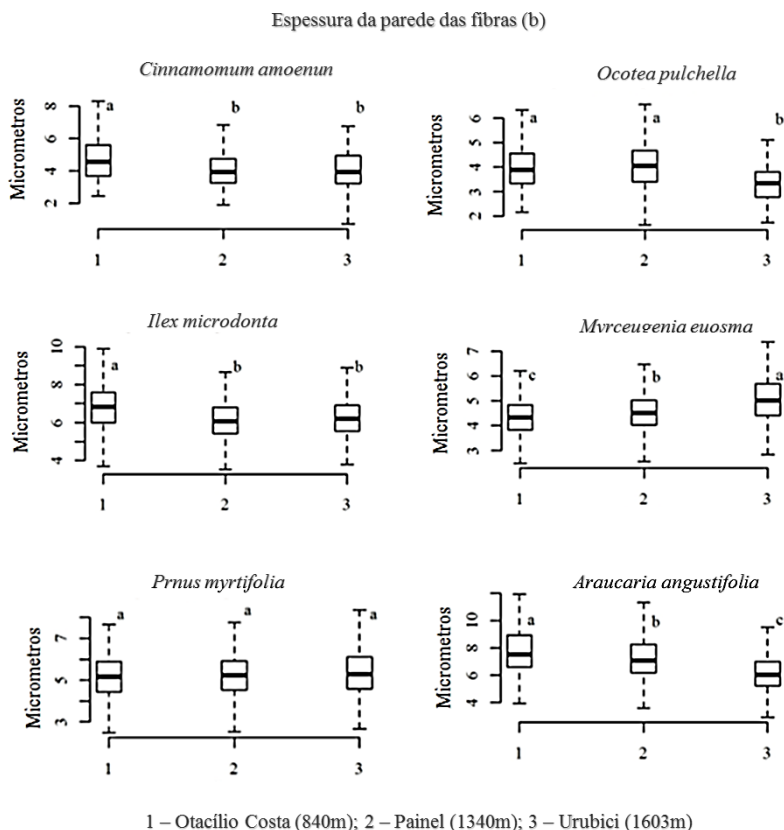 Espessura da parede das fibras (b)
Cinnamomum amoenun
Micrometros
8
6
4
2
a
b
b
1 2 3
Ocotea pulchella
Micrometros
6
5
4
3
2
a
a
b
1 2 3
Ilex microdonta
Micrometros
10
8
6
4
a
b
b
1 2 3
Myrceugenia euosma
Micrometros
7
6
5
4
3
c
b
a
1 2 3
Prnus myrtifolia
Micrometros
7
5
3
a
a
a
1 2 3
Araucaria angustifolia
Micrometros
10
8
6
4
a
b
c
1 2 3
1 – Otacílio Costa (840m); 2 – Painel (1340m); 3 – Urubici (1603m)